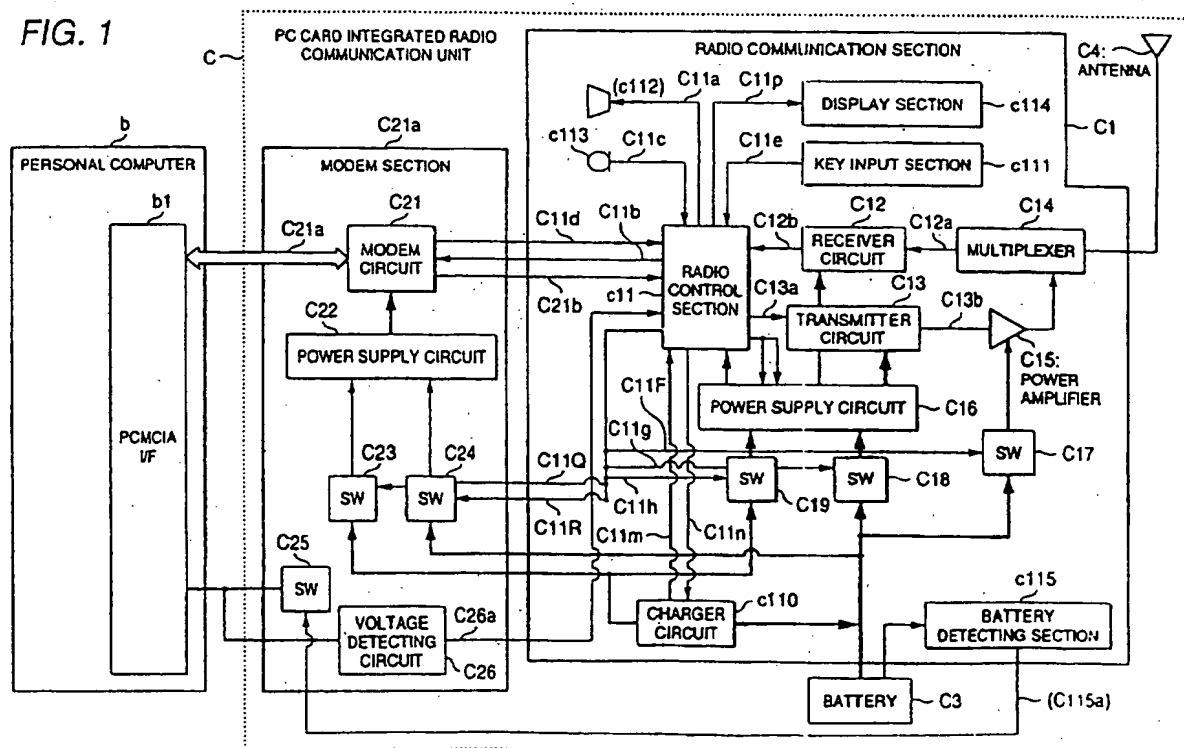 FIG. 1
C
PC CARD INTEGRATED RADIO
COMMUNICATION UNIT
RADIO COMMUNICATION SECTION
C4:
ANTENNA
C1
(c112)
C11a
C11p
DISPLAY SECTION
c114
c113
C11c
C11e
KEY INPUT SECTION
c111
b
PERSONAL COMPUTER
b1
PCMCIA
I/F
C21a
MODEM SECTION
C21a
C21
MODEM
CIRCUIT
C11d
C11b
C21b
c11
RADIO
CONTROL
SECTION
C12b
C12
RECEIVER
CIRCUIT
C12a
C14
MULTIPLEXER
C13a
C13
TRANSMITTER
CIRCUIT
C13b
C15:
POWER
AMPLIFIER
C22
POWER SUPPLY CIRCUIT
C11F
C11g
POWER SUPPLY CIRCUIT
C16
C23
SW
C24
SW
C11Q
C11R
C11h
SW
C19
SW
C18
SW
C17
C11m
C11n
C25
SW
VOLTAGE
DETECTING
CIRCUIT
C26a
C26
CHARGER
CIRCUIT
c110
c115
BATTERY
DETECTING SECTION
BATTERY
C3
(C115a)